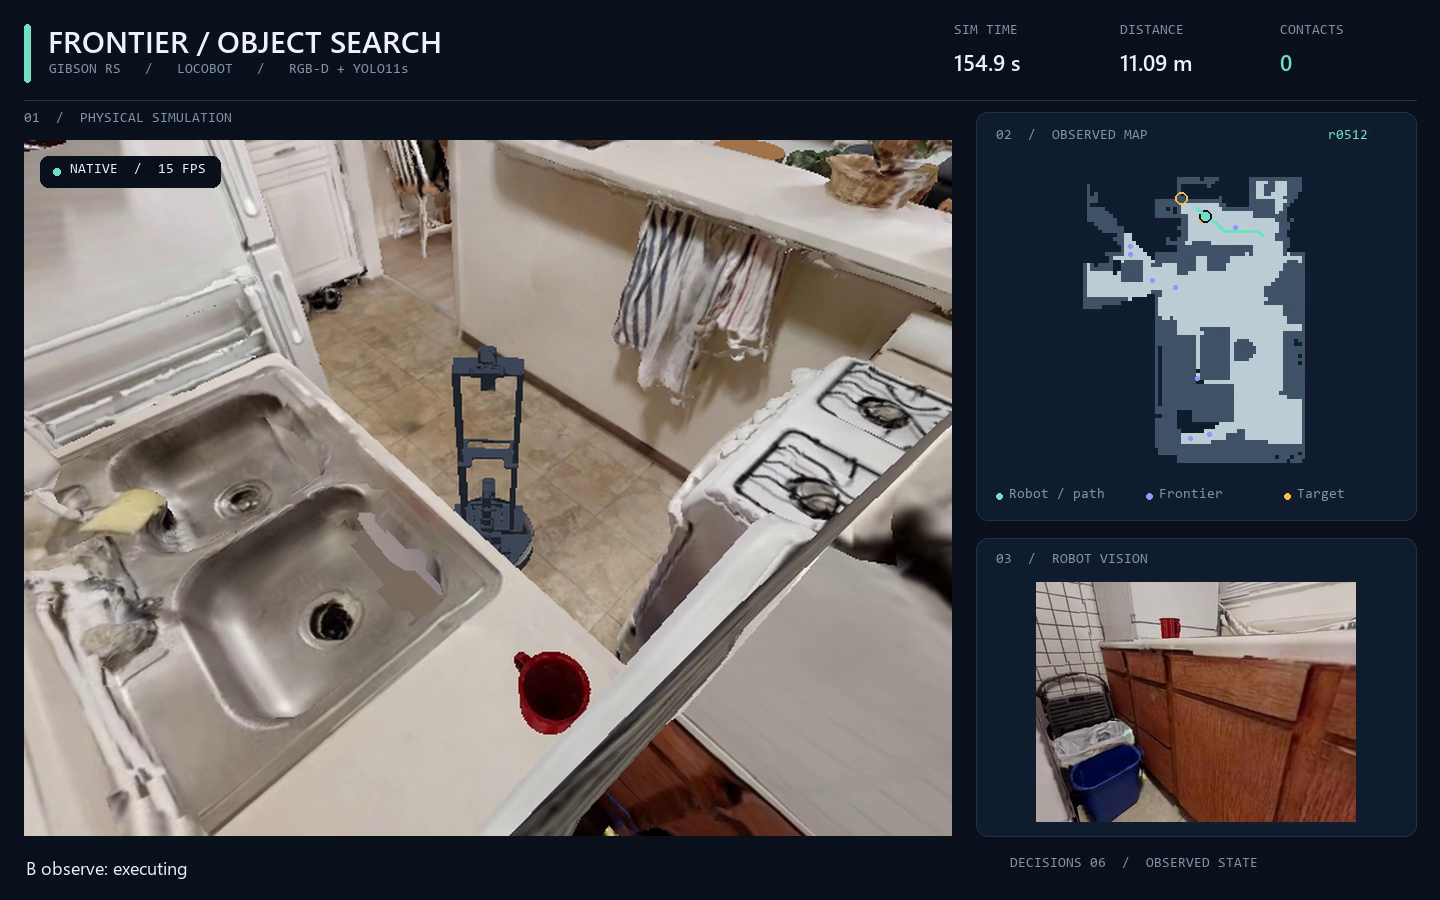 FRONTIER / OBJECT SEARCH
GIBSON RS / LOCOBOT / RGB-D + YOLO11s
SIM TIME
154.9 s
DISTANCE
11.09 m
CONTACTS
0
01 / PHYSICAL SIMULATION
NATIVE / 15 FPS
02 / OBSERVED MAP
r0512
Robot / path
Frontier
Target
03 / ROBOT VISION
B observe: executing
DECISIONS 06 / OBSERVED STATE